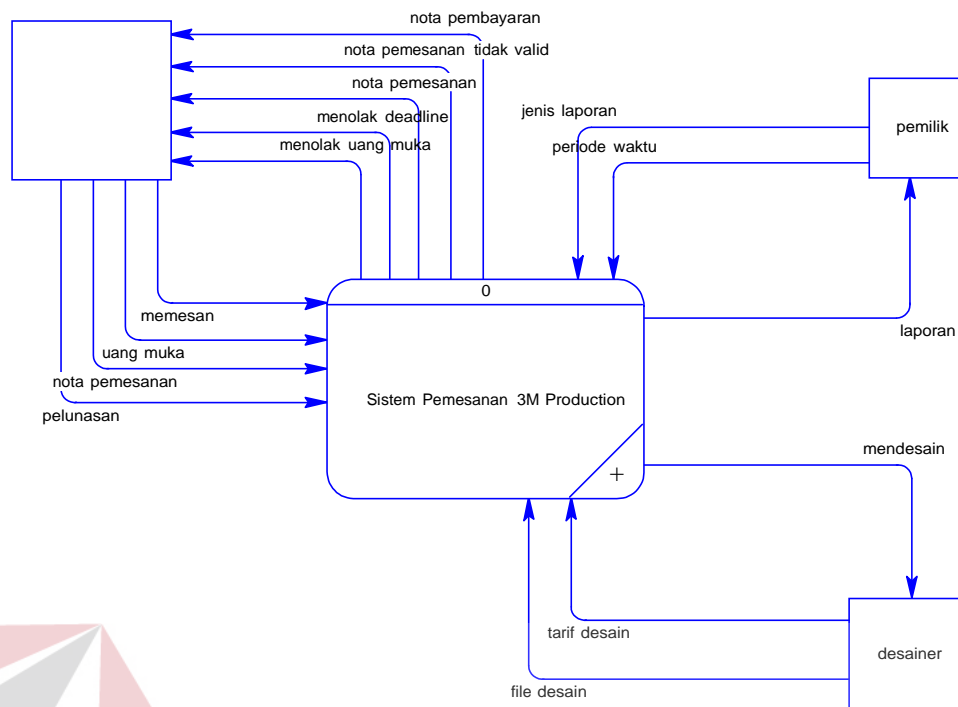 nota pembayaran
nota pemesanan tidak valid
nota pemesanan
menolak deadline
menolak uang muka
jenis laporan
periode waktu
pemilik
0
memesan
uang muka
nota pemesanan
pelunasan
Sistem Pemesanan 3M Production
+
laporan
mendesain
tarif desain
file desain
desainer